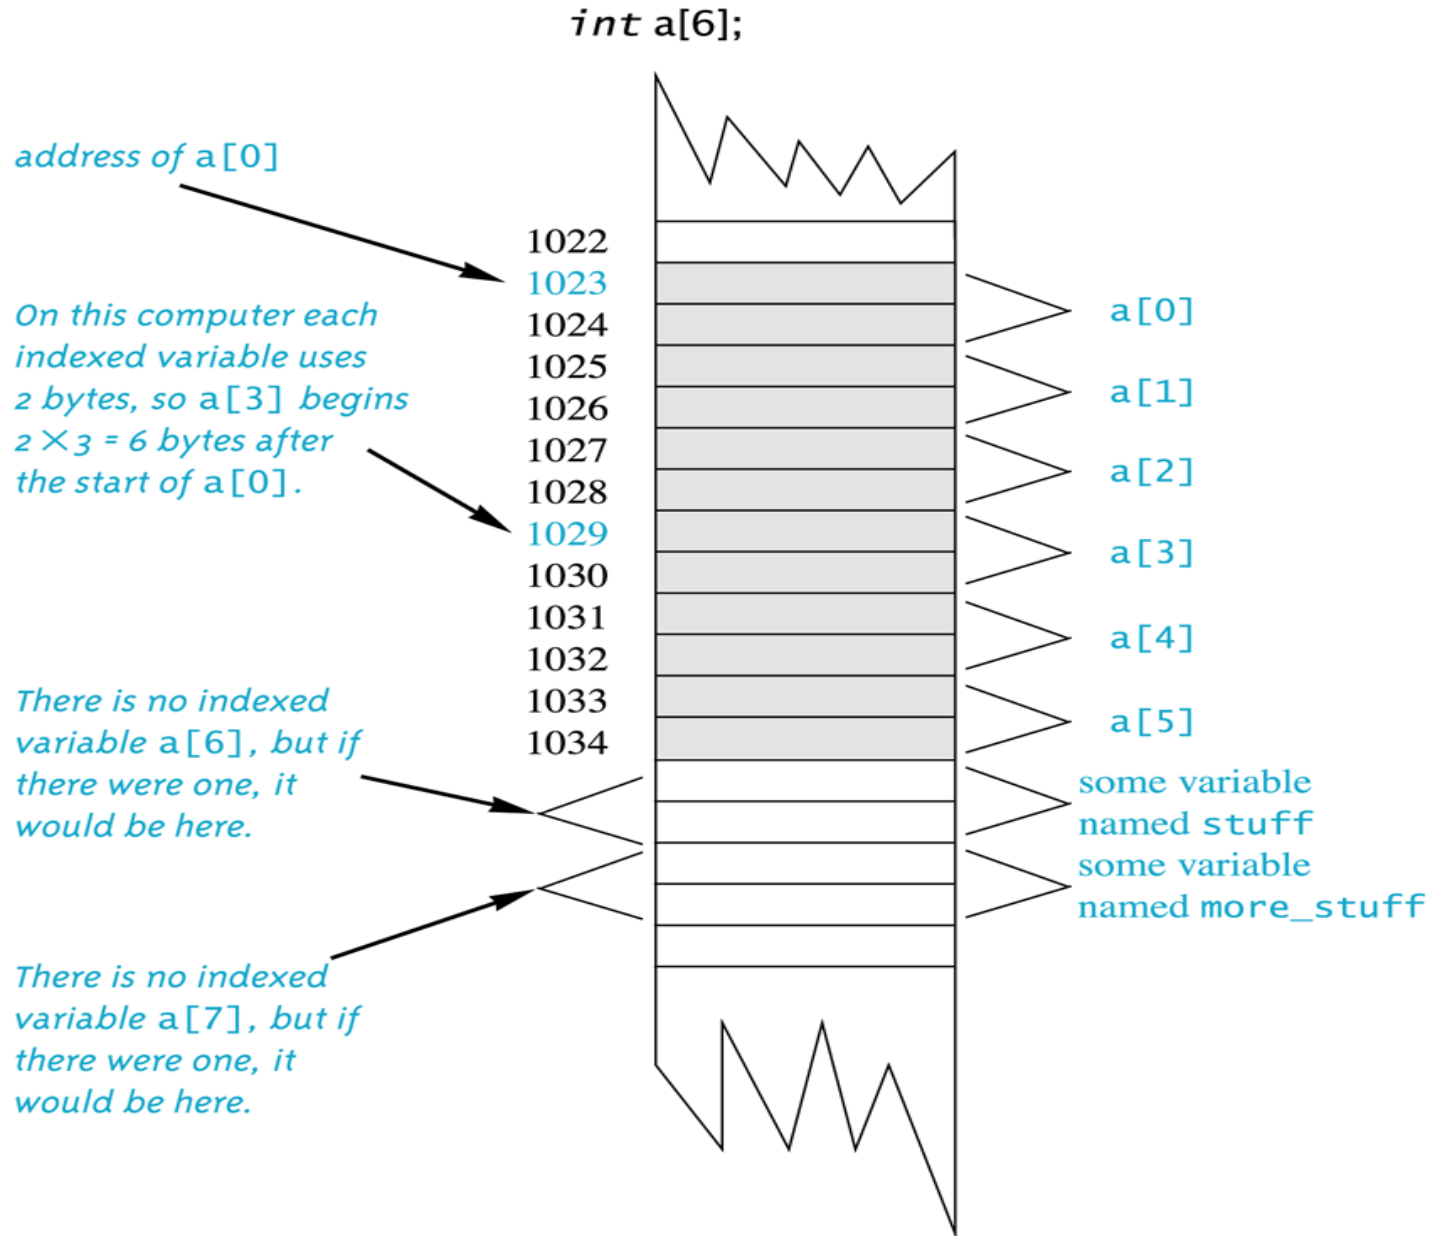 int a[6];
address of a[0]
On this computer each
indexed variable uses
2 bytes, so a[3] begins
2 × 3 = 6 bytes after
the start of a[0].
There is no indexed
variable a[6], but if
there were one, it
would be here.
There is no indexed
variable a[7], but if
there were one, it
would be here.
1022
1023
1024
1025
1026
1027
1028
1029
1030
1031
1032
1033
1034
a[0]
a[1]
a[2]
a[3]
a[4]
a[5]
some variable
named stuff
some variable
named more_stuff